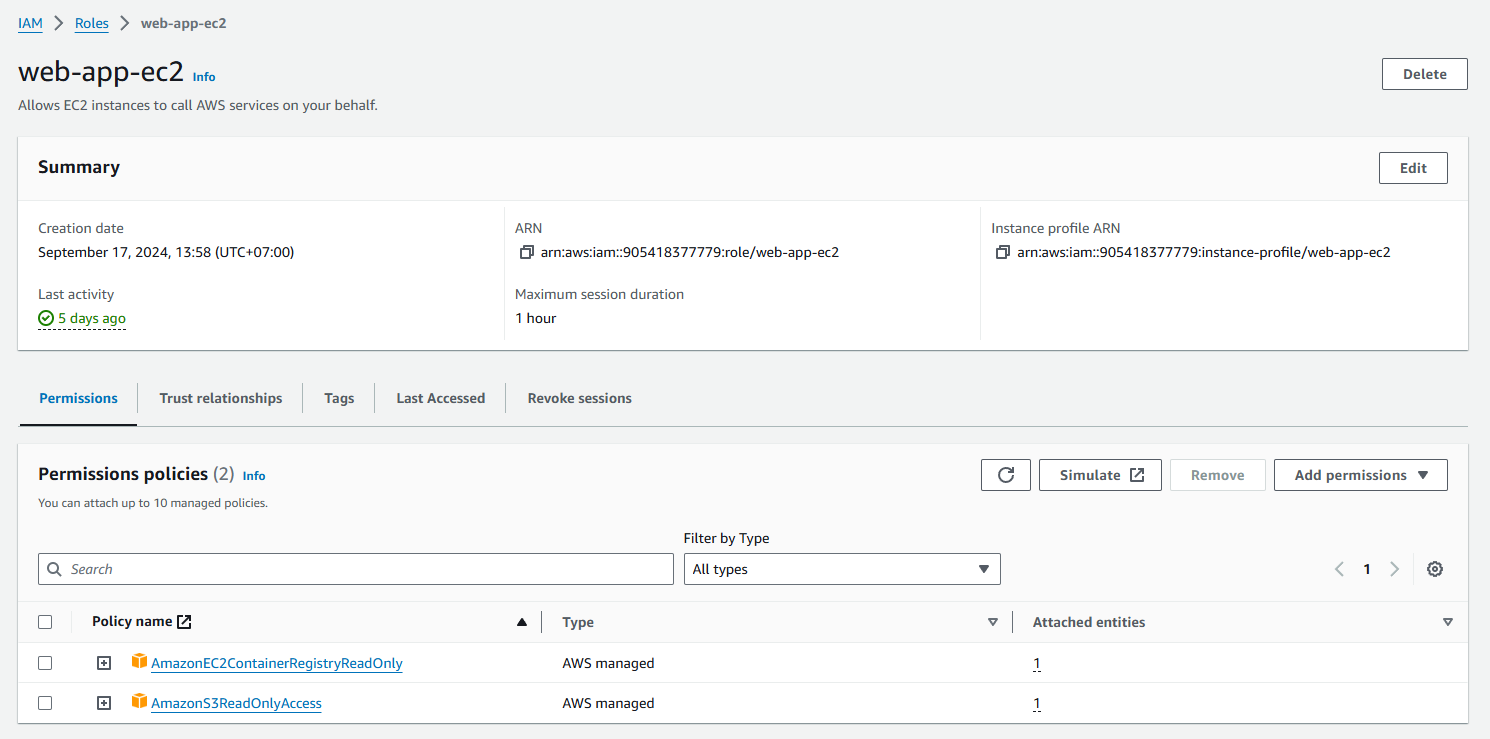 IAM > Roles > web-app-ec2
web-app-ec2 Info
Delete
Allows EC2 instances to call AWS services on your behalf.
Summary
Edit
Creation date
September 17, 2024, 13:58 (UTC+07:00)
ARN
arn:aws:iam::905418377779:role/web-app-ec2
Instance profile ARN
arn:aws:iam::905418377779:instance-profile/web-app-ec2
Last activity
5 days ago
Maximum session duration
1 hour
Permissions
Trust relationships
Tags
Last Accessed
Revoke sessions
Permissions policies (2) Info
You can attach up to 10 managed policies.
Simulate
Remove
Add permissions
Filter by Type
Search
All types
1
Policy name
Type
Attached entities
AmazonEC2ContainerRegistryReadOnly
AWS managed
1
AmazonS3ReadOnlyAccess
AWS managed
1